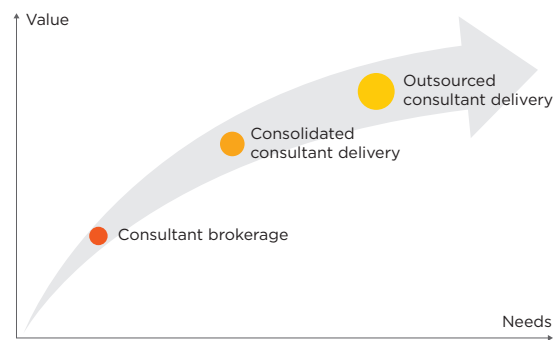 Value
Outsourced
consultant delivery
Consolidated
consultant delivery
Consultant brokerage
Needs